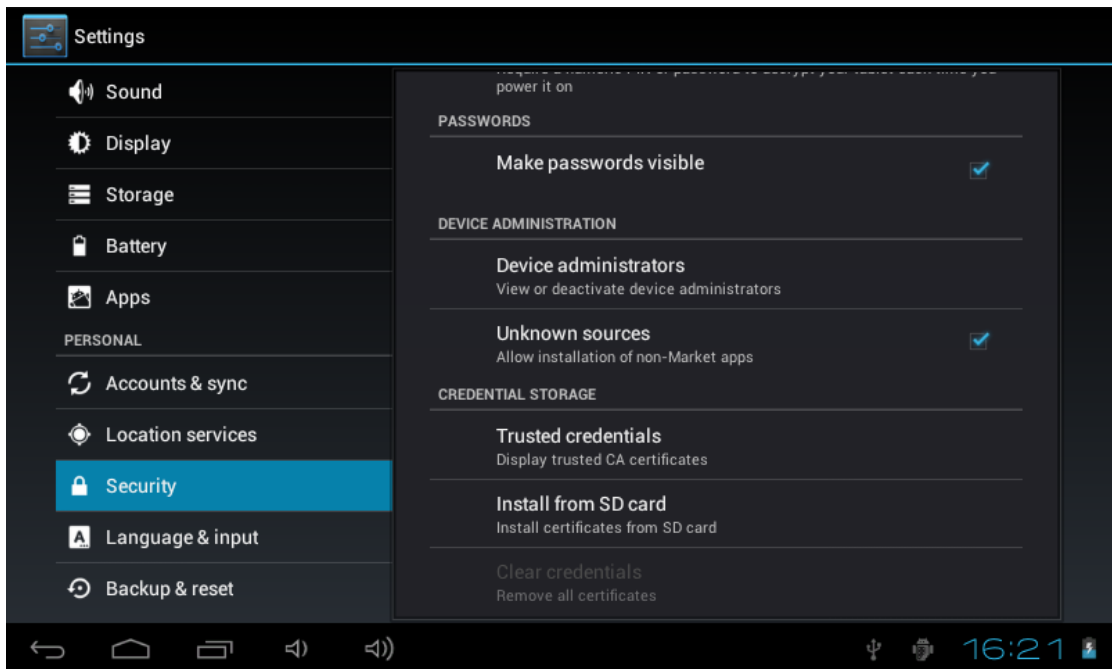 Settings
Sound
Display
Storage
Battery
Apps
PERSONAL
Accounts & sync
Location services
Security
Language & input
Backup & reset
power it on
PASSWORDS
Make passwords visible
DEVICE ADMINISTRATION
Device administrators
View or deactivate device administrators
Unknown sources
Allow installation of non-Market apps
CREDENTIAL STORAGE
Trusted credentials
Display trusted CA certificates
Install from SD card
Install certificates from SD card
Clear credentials
Remove all certificates
16:21